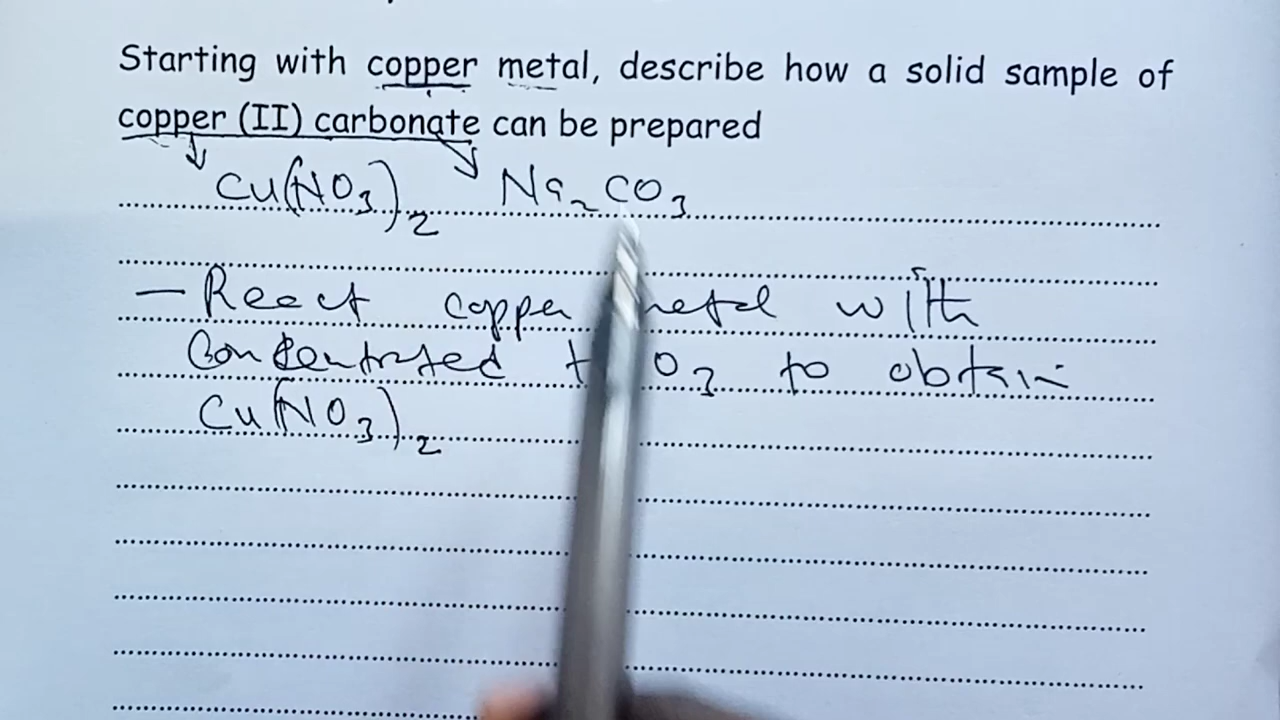 Starting with copper metal, describe how a solid sample of
copper (II) carbonate can be prepared
Cu(NO₃)₂ Na₂CO₃
– React copper metal with
Concentrated O₃ to obtain
Cu(NO₃)₂